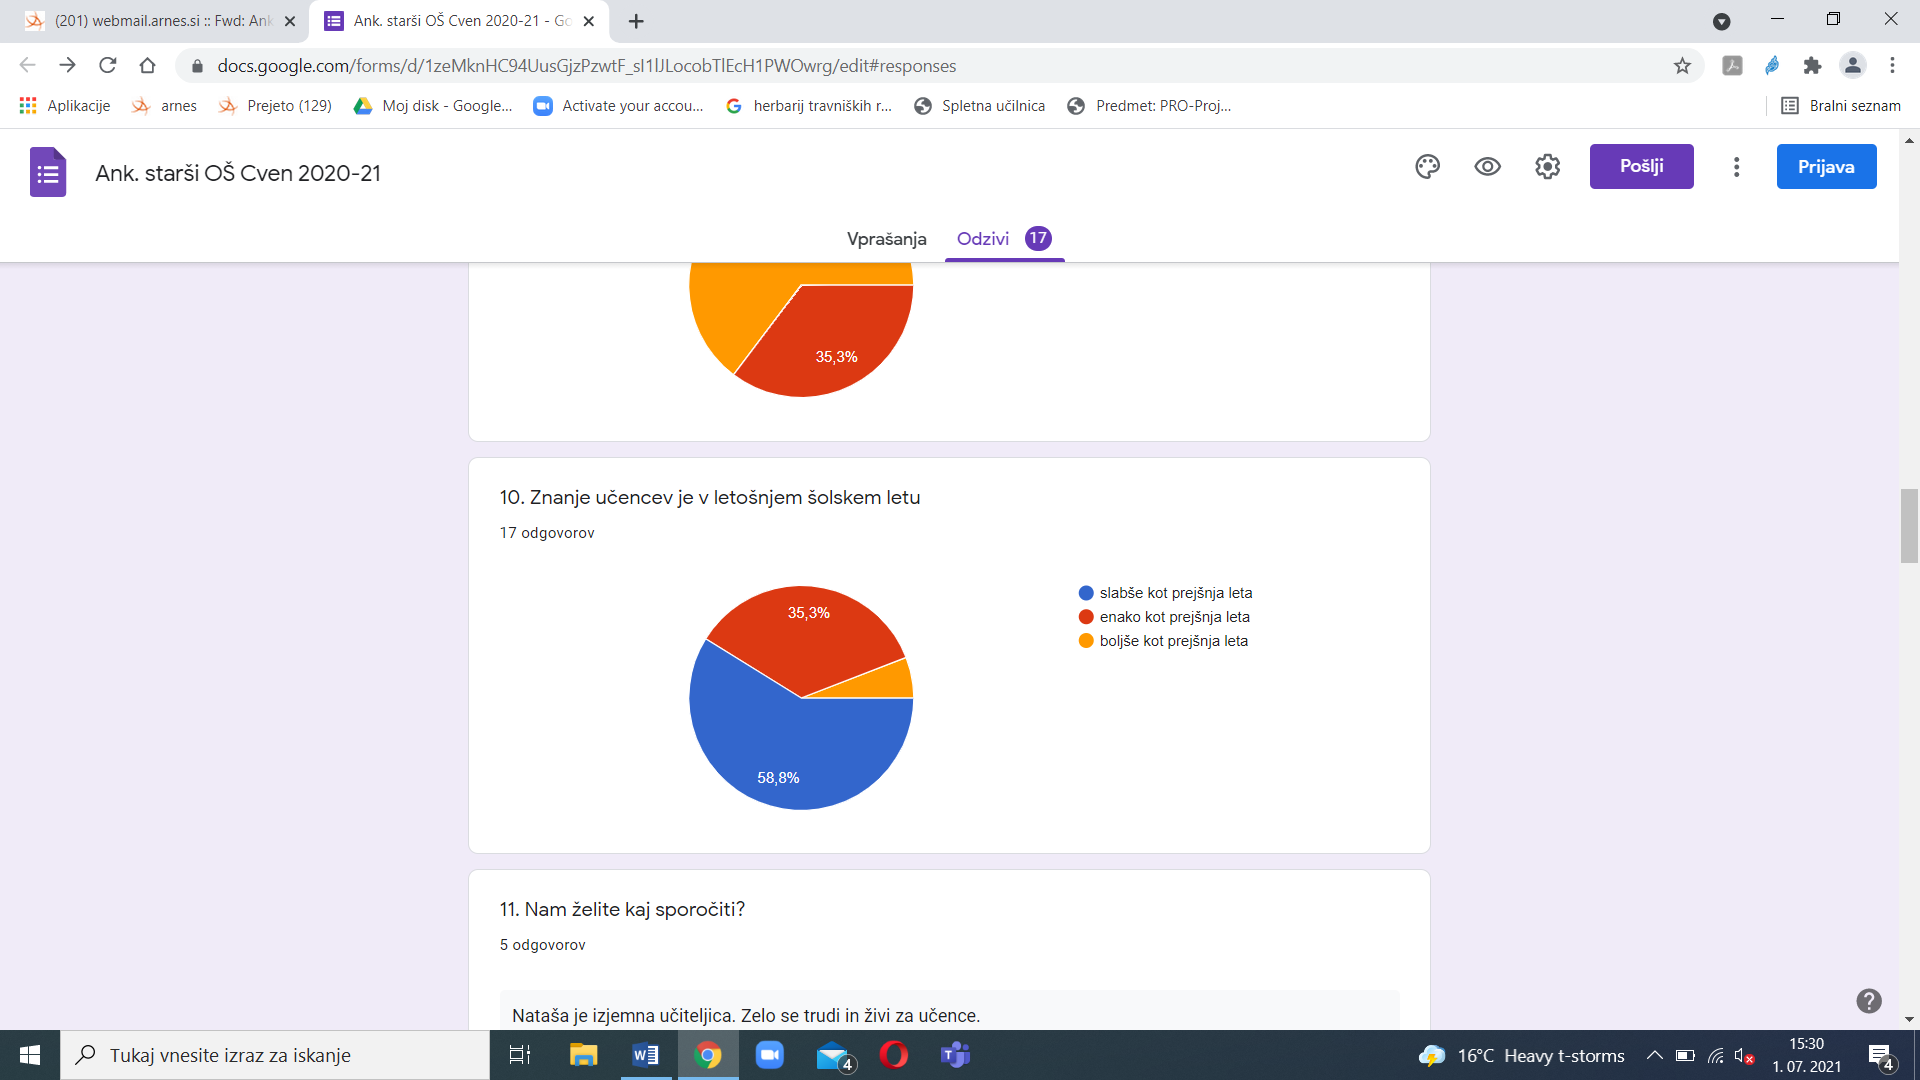 (201) webmail.arnes.si :: Fwd: Ank
Ank. starši OŠ Cven 2020-21 - Go
docs.google.com/forms/d/1zeMknHC94UusGjzPzwtF_sI1lJLocobTlEcH1PWOwrg/edit#responses
Aplikacije
arnes
Prejeto (129)
Moj disk - Google...
Activate your accou...
herbarij travniških r...
Spletna učilnica
Predmet: PRO-Proj...
Bralni seznam
Ank. starši OŠ Cven 2020-21
Pošlji
Prijava
Vprašanja
Odzivi 17
35,3%
10. Znanje učencev je v letošnjem šolskem letu
17 odgovorov
35,3%
58,8%
slabše kot prejšnja leta
enako kot prejšnja leta
boljše kot prejšnja leta
11. Nam želite kaj sporočiti?
5 odgovorov
Nataša je izjemna učiteljica. Zelo se trudi in živi za učence.
Tukaj vnesite izraz za iskanje
4
16°C Heavy t-storms
15:30
1. 07. 2021
4